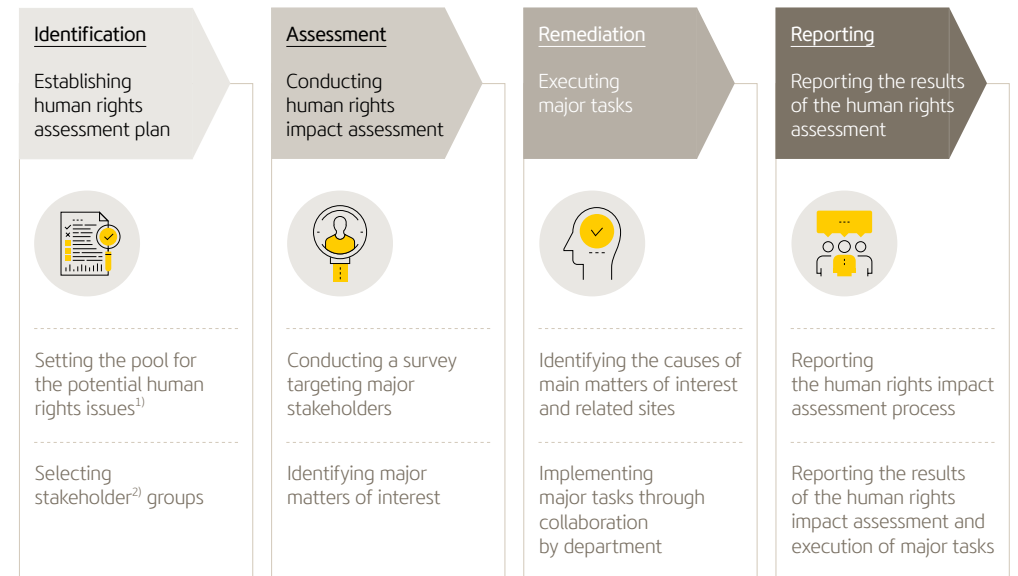 Identification
Establishing
human rights
assessment plan
Setting the pool for
the potential human
rights issues1)
Selecting
stakeholder2) groups
Assessment
Conducting
human rights
impact assessment
Conducting a survey
targeting major
stakeholders
Identifying major
matters of interest
Remediation
Executing
major tasks
Identifying the causes of
main matters of interest
and related sites
Implementing
major tasks through
collaboration
by department
Reporting
Reporting the results
of the human rights
assessment
Reporting
the human rights impact
assessment process
Reporting the results
of the human rights
impact assessment and
execution of major tasks